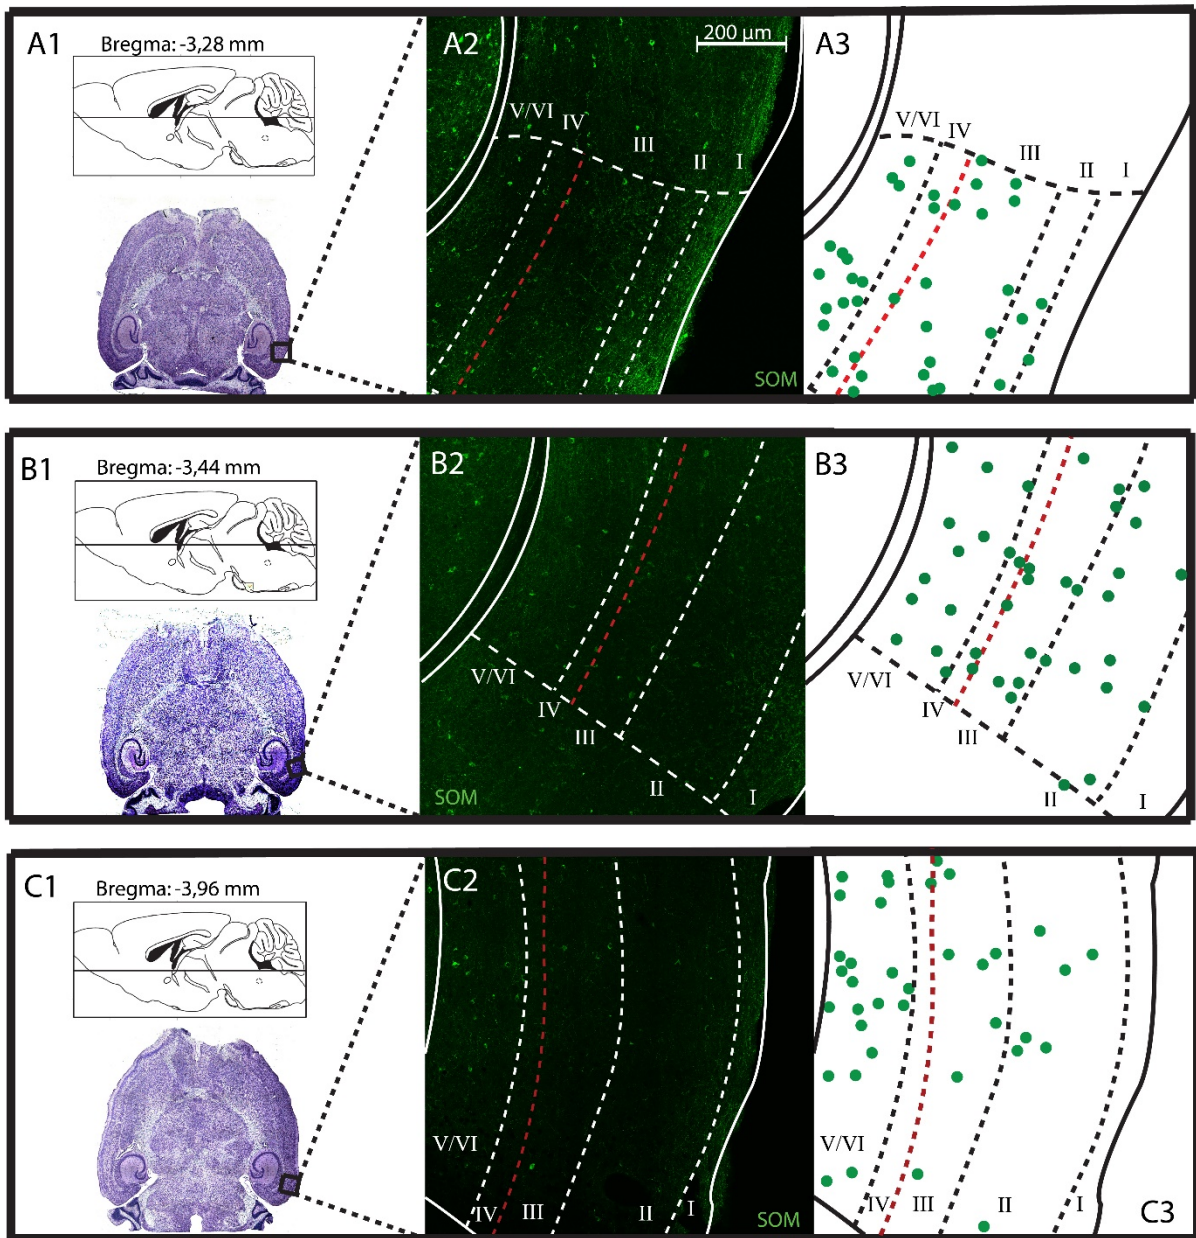 A1
Bregma: -3,28 mm
A2
200 µm
V/VI
IV
III
II
I
SOM
A3
V/VI
IV
III
II
I
B1
Bregma: -3,44 mm
B2
V/VI
IV
III
II
I
SOM
B3
V/VI
IV
III
II
I
C1
Bregma: -3,96 mm
C2
V/VI
IV
III
II
I
SOM
V/VI
IV
III
II
I
C3